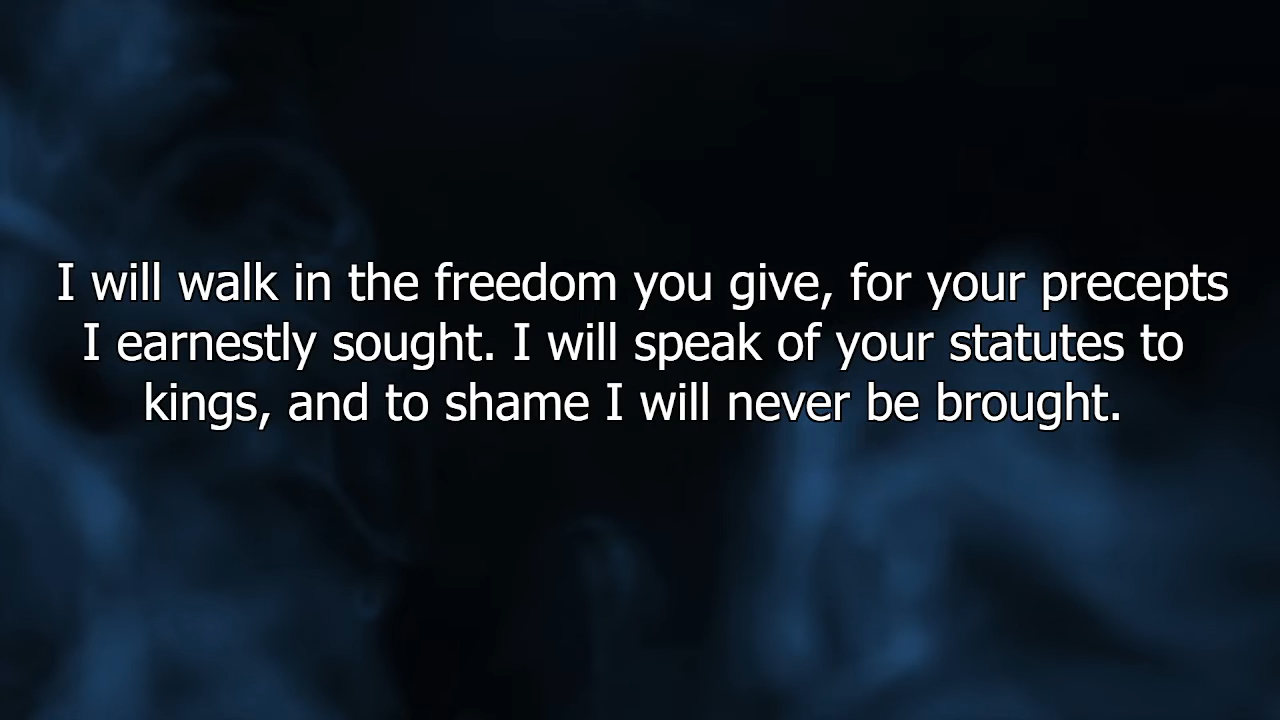 I will walk in the freedom you give, for your precepts
I earnestly sought. I will speak of your statutes to
kings, and to shame I will never be brought.